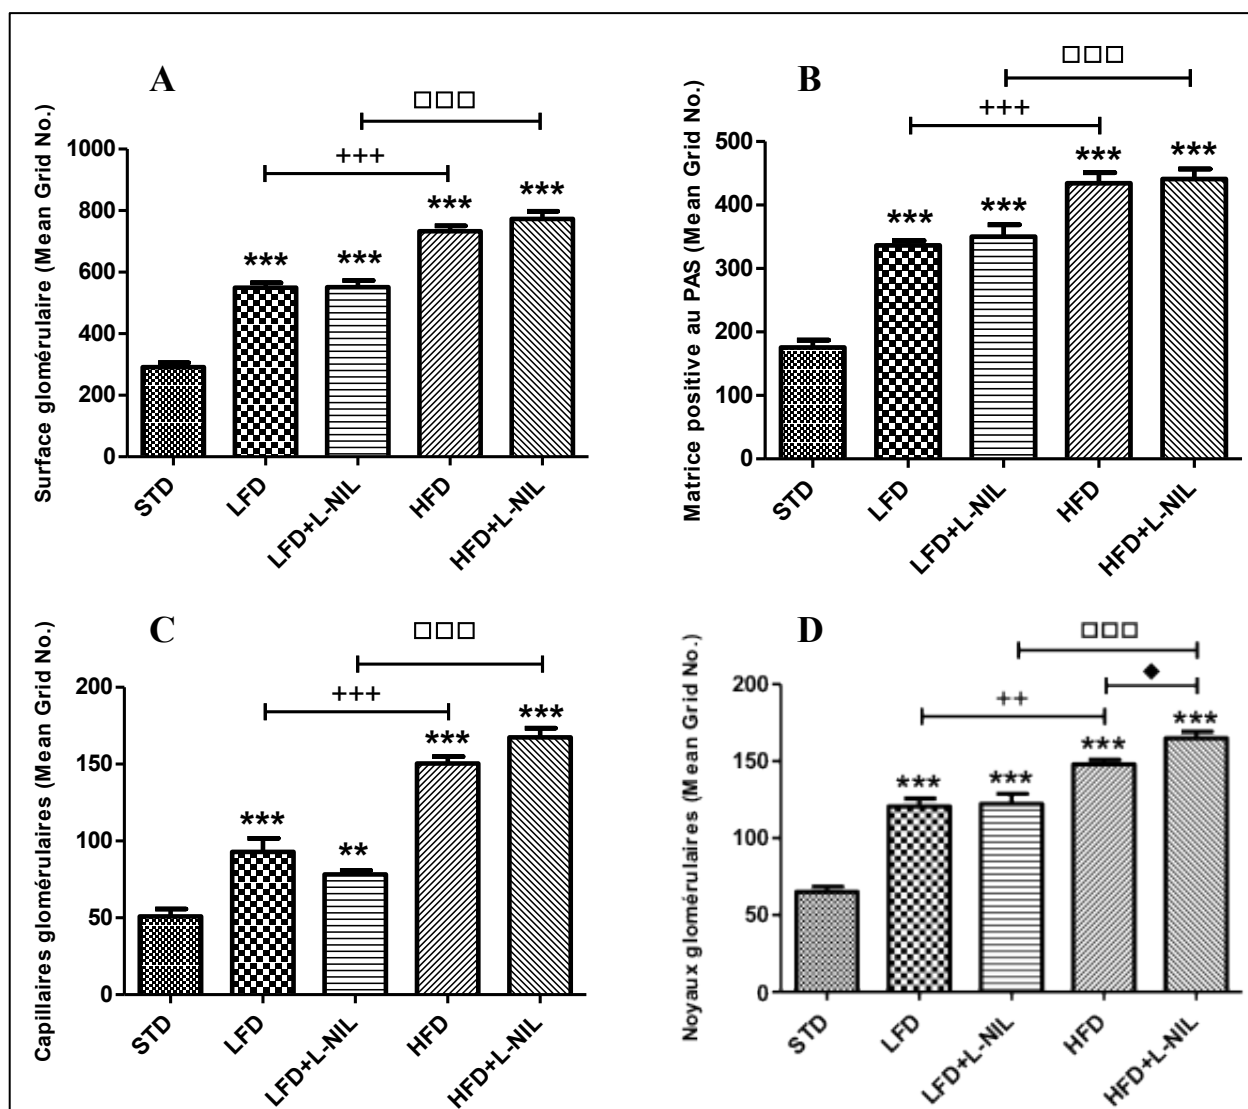 A
□□□
+++
Surface glomérulaire (Mean Grid No.)
1000
800
600
400
200
0
***
***
***
***
STD
LFD
LFD+L-NIL
HFD
HFD+L-NIL
B
□□□
+++
Matrice positive au PAS (Mean Grid No.)
500
400
300
200
100
0
***
***
***
***
STD
LFD
LFD+L-NIL
HFD
HFD+L-NIL
C
□□□
+++
Capillaires glomérulaires (Mean Grid No.)
200
150
100
50
0
***
**
***
***
STD
LFD
LFD+L-NIL
HFD
HFD+L-NIL
D
□□□
◆
++
Noyaux glomérulaires (Mean Grid No.)
200
150
100
50
0
***
***
***
***
STD
LFD
LFD+L-NIL
HFD
HFD+L-NIL